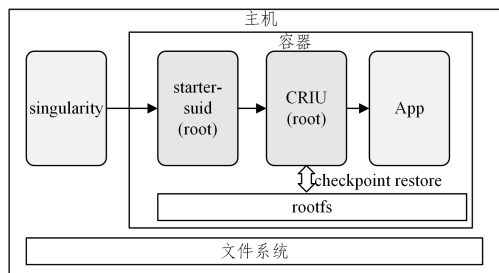 主机
容器
singularity
starter-
suid
(root)
CRIU
(root)
App
checkpoint restore
rootfs
文件系统